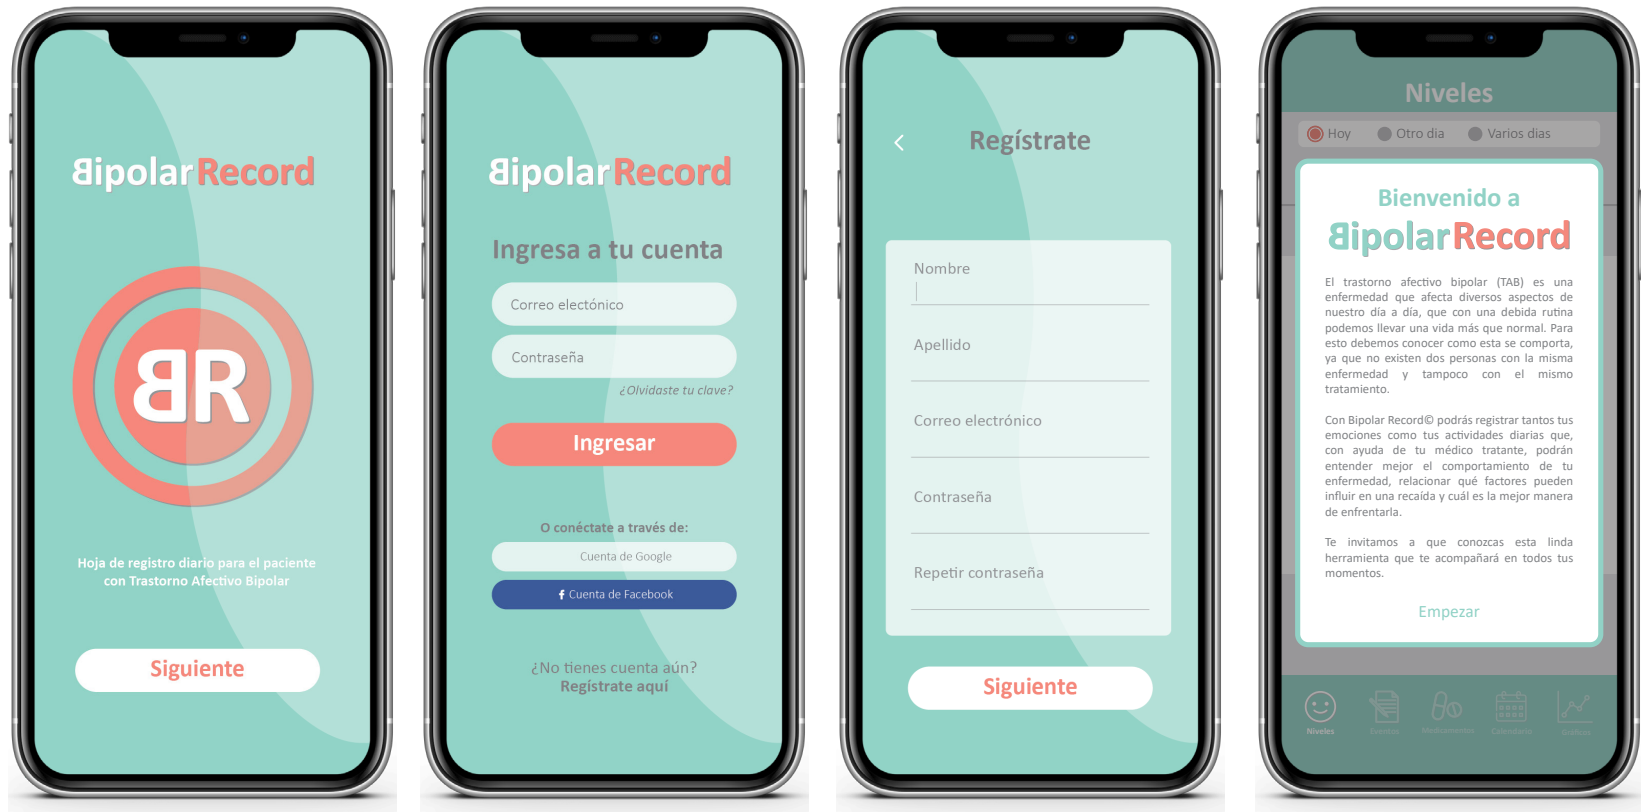 BipolarRecord
BR
Hoja de registro diario para el paciente
con Trastorno Afectivo Bipolar
Siguiente
BipolarRecord
Ingresa a tu cuenta
Correo electónico
Contraseña
¿Olvidaste tu clave?
Ingresar
O conéctate a través de:
Cuenta de Google
f Cuenta de Facebook
¿No tienes cuenta aún?
Regístrate aquí
Regístrate
Nombre
Apellido
Correo electrónico
Contraseña
Repetir contraseña
Siguiente
Niveles
Hoy Otro dia Varios dias
Bienvenido a
BipolarRecord
El trastorno afectivo bipolar (TAB) es una
enfermedad que afecta diversos aspectos de
nuestro día a día, que con una debida rutina
podemos llevar una vida más que normal. Para
esto debemos conocer como esta se comporta,
ya que no existen dos personas con la misma
enfermedad y tampoco con el mismo
tratamiento.
Con Bipolar Record© podrás registrar tantos tus
emociones como tus actividades diarias que,
con ayuda de tu médico tratante, podrán
entender mejor el comportamiento de tu
enfermedad, relacionar qué factores pueden
influir en una recaída y cuál es la mejor manera
de enfrentarla.
Te invitamos a que conozcas esta linda
herramienta que te acompañará en todos tus
momentos.
Empezar
Niveles Eventos Medicamentos Calendario Gráficos